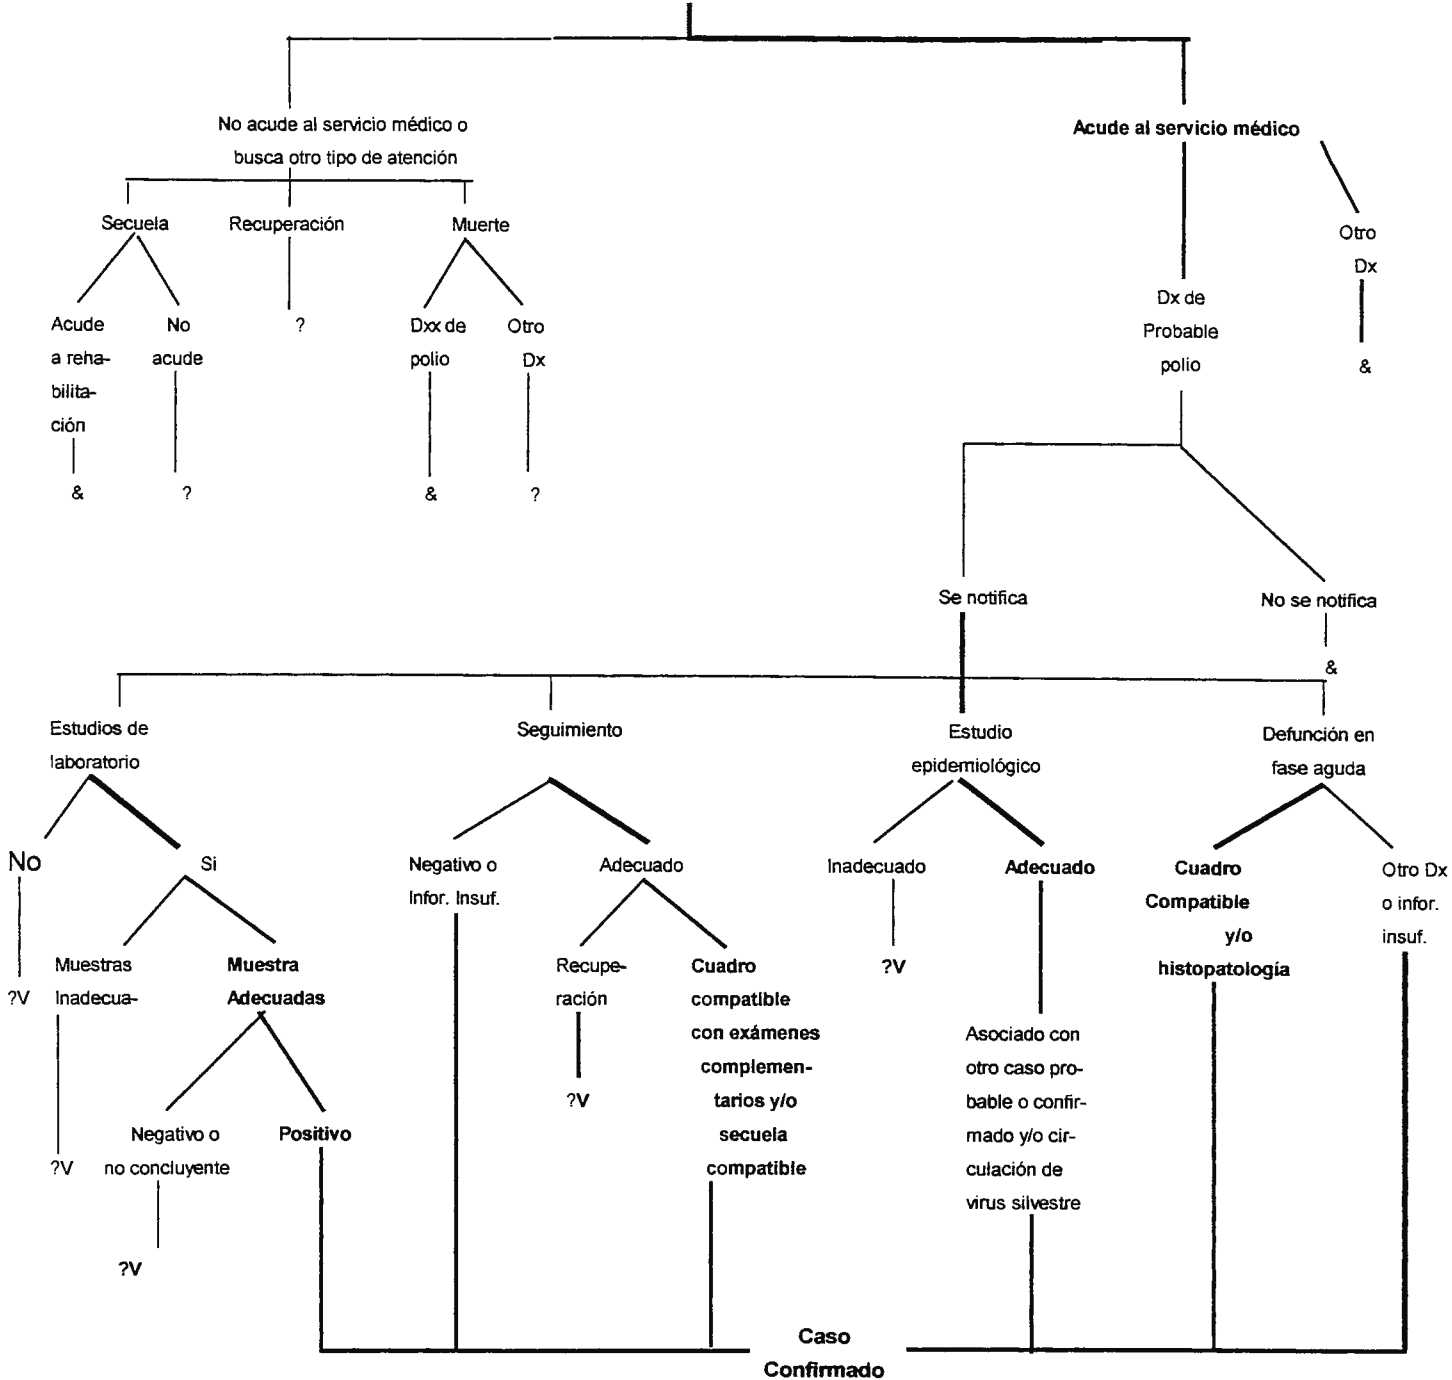 No acude al servicio médico o
busca otro tipo de atención
Acude al servicio médico
Secuela
Recuperación
Muerte
Otro
Dx
&
Dx de
Probable
polio
Acude
a reha-
bilita-
ción
&
No
acude
?
?
Dxx de
polio
&
Otro
Dx
?
Se notifica
No se notifica
&
Estudios de
laboratorio
Seguimiento
Estudio
epidemiológico
Defunción en
fase aguda
No
?V
Si
Muestras
Inadecua-
?V
Muestra
Adecuadas
Negativo o
no concluyente
?V
Positivo
Negativo o
Infor. Insuf.
Adecuado
Recupe-
ración
?V
Cuadro
compatible
con exámenes
complemen-
tarios y/o
secuela
compatible
Inadecuado
?V
Adecuado
Asociado con
otro caso pro-
bable o confir-
mado y/o cir-
culación de
virus silvestre
Cuadro
Compatible
y/o
histopatología
Otro Dx
o infor.
insuf.
Caso
Confirmado